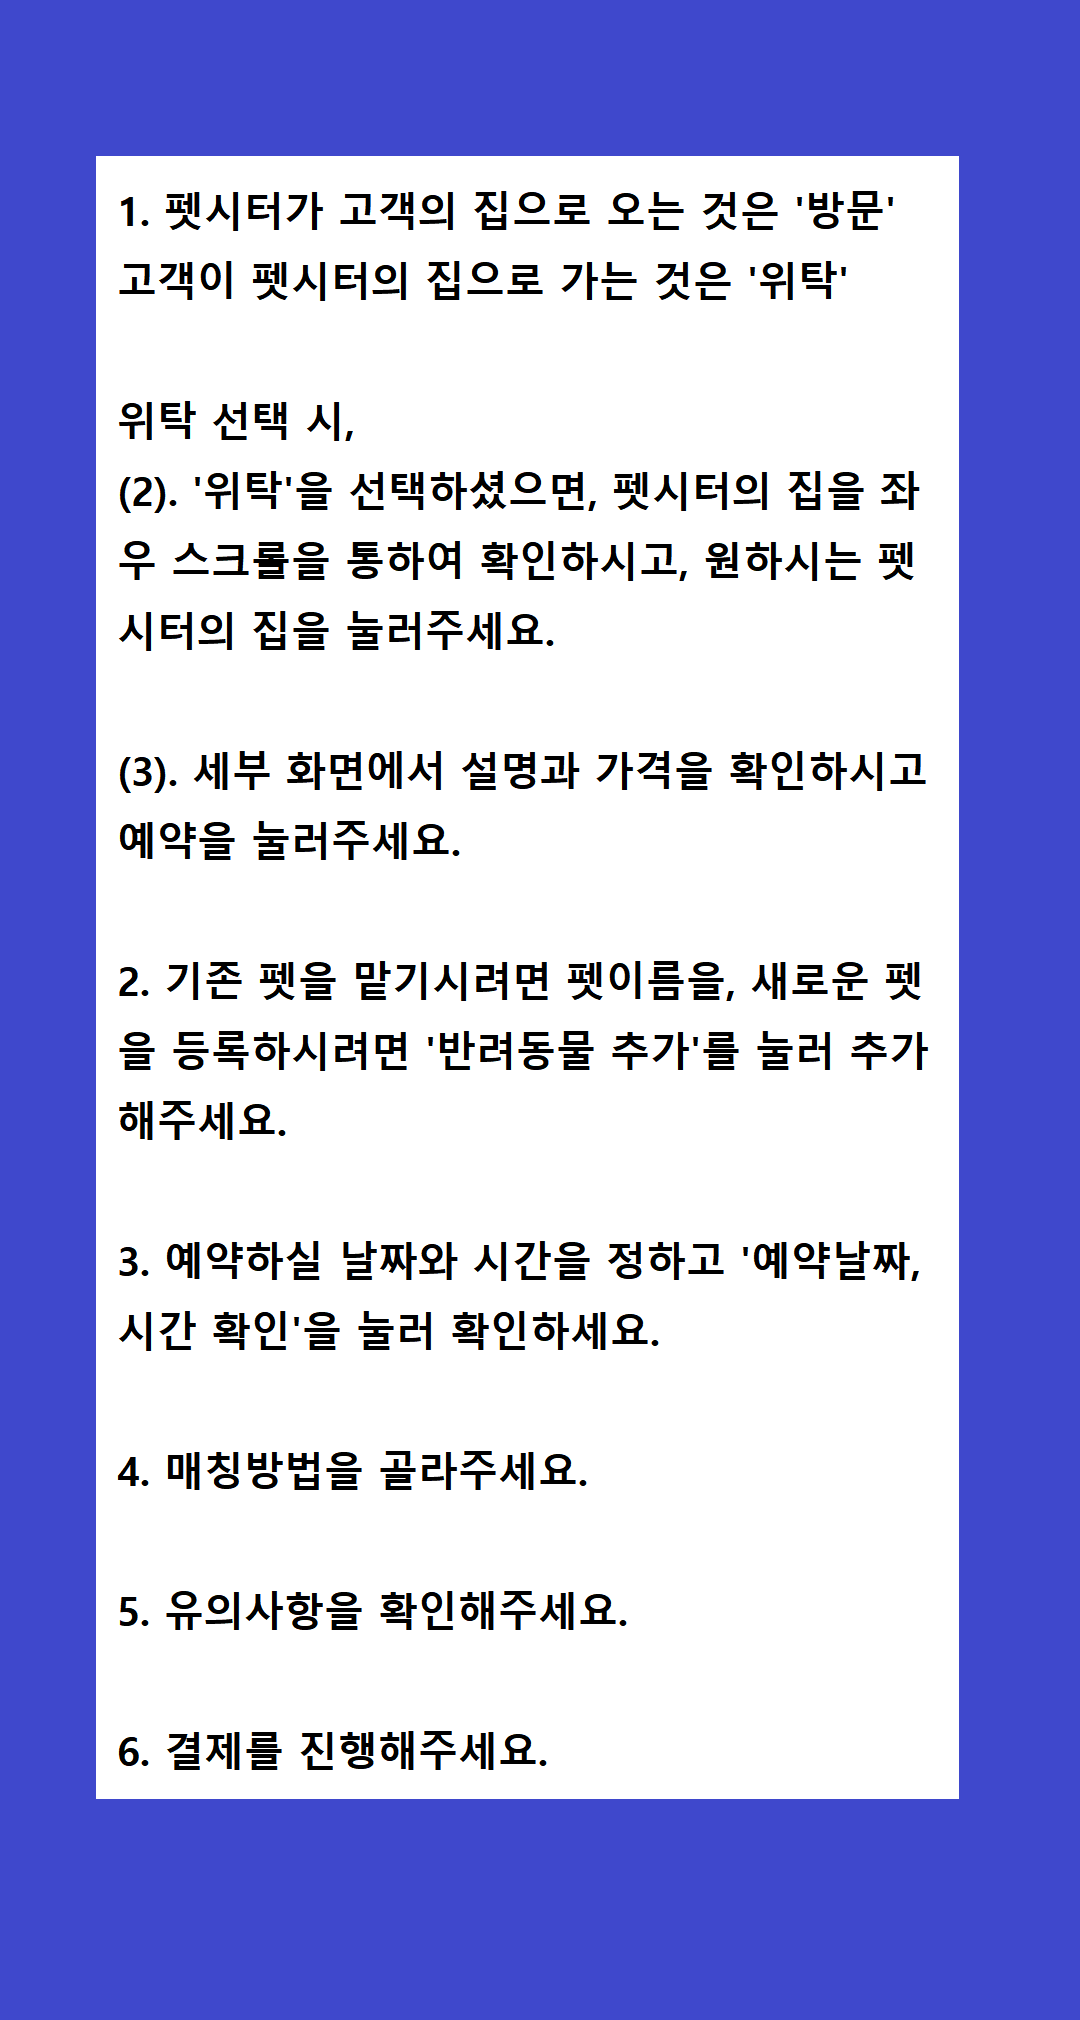 1. 펫시터가 고객의 집으로 오는 것은 '방문'
고객이 펫시터의 집으로 가는 것은 '위탁'
위탁 선택 시,
(2). '위탁'을 선택하셨으면, 펫시터의 집을 좌
우 스크롤을 통하여 확인하시고, 원하시는 펫
시터의 집을 눌러주세요.
(3). 세부 화면에서 설명과 가격을 확인하시고
예약을 눌러주세요.
2. 기존 펫을 맡기시려면 펫이름을, 새로운 펫
을 등록하시려면 '반려동물 추가'를 눌러 추가
해주세요.
3. 예약하실 날짜와 시간을 정하고 '예약날짜,
시간 확인'을 눌러 확인하세요.
4. 매칭방법을 골라주세요.
5. 유의사항을 확인해주세요.
6. 결제를 진행해주세요.